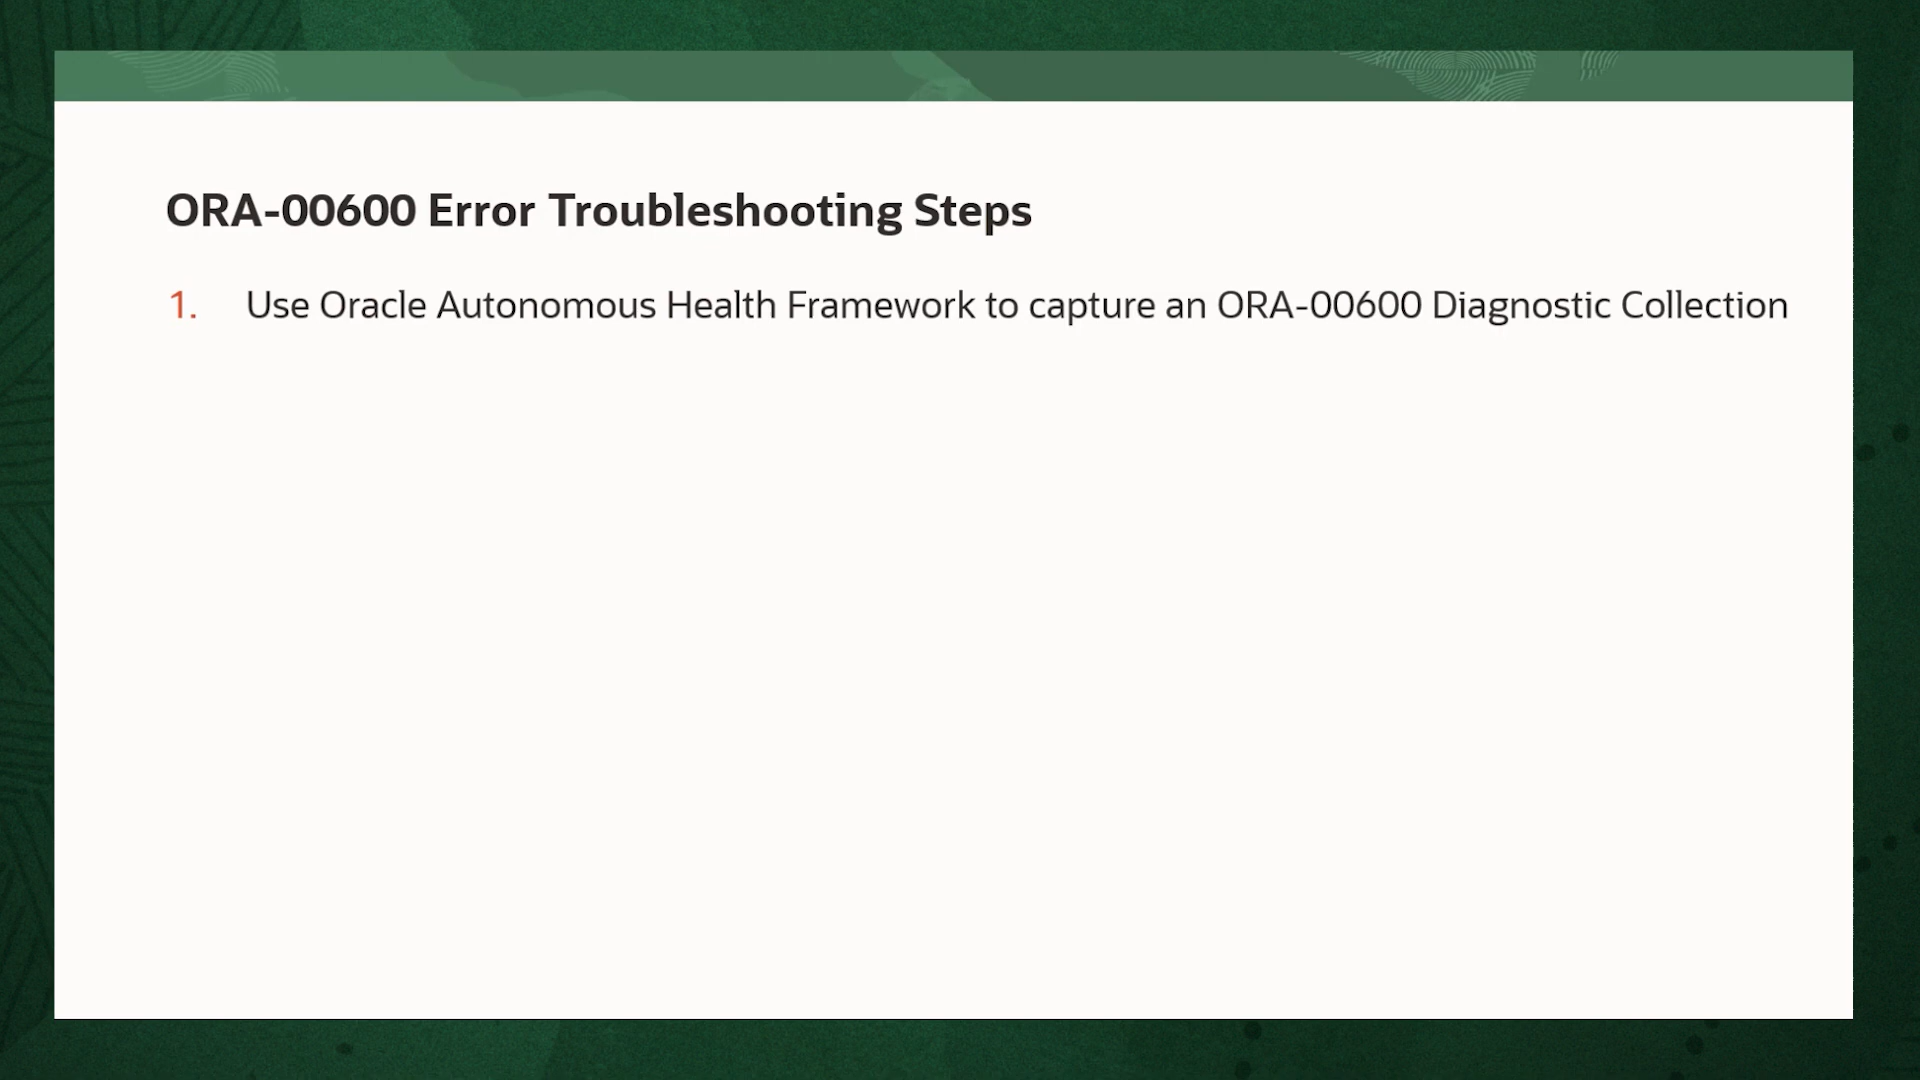 ORA-00600 Error Troubleshooting Steps
1. Use Oracle Autonomous Health Framework to capture an ORA-00600 Diagnostic Collection